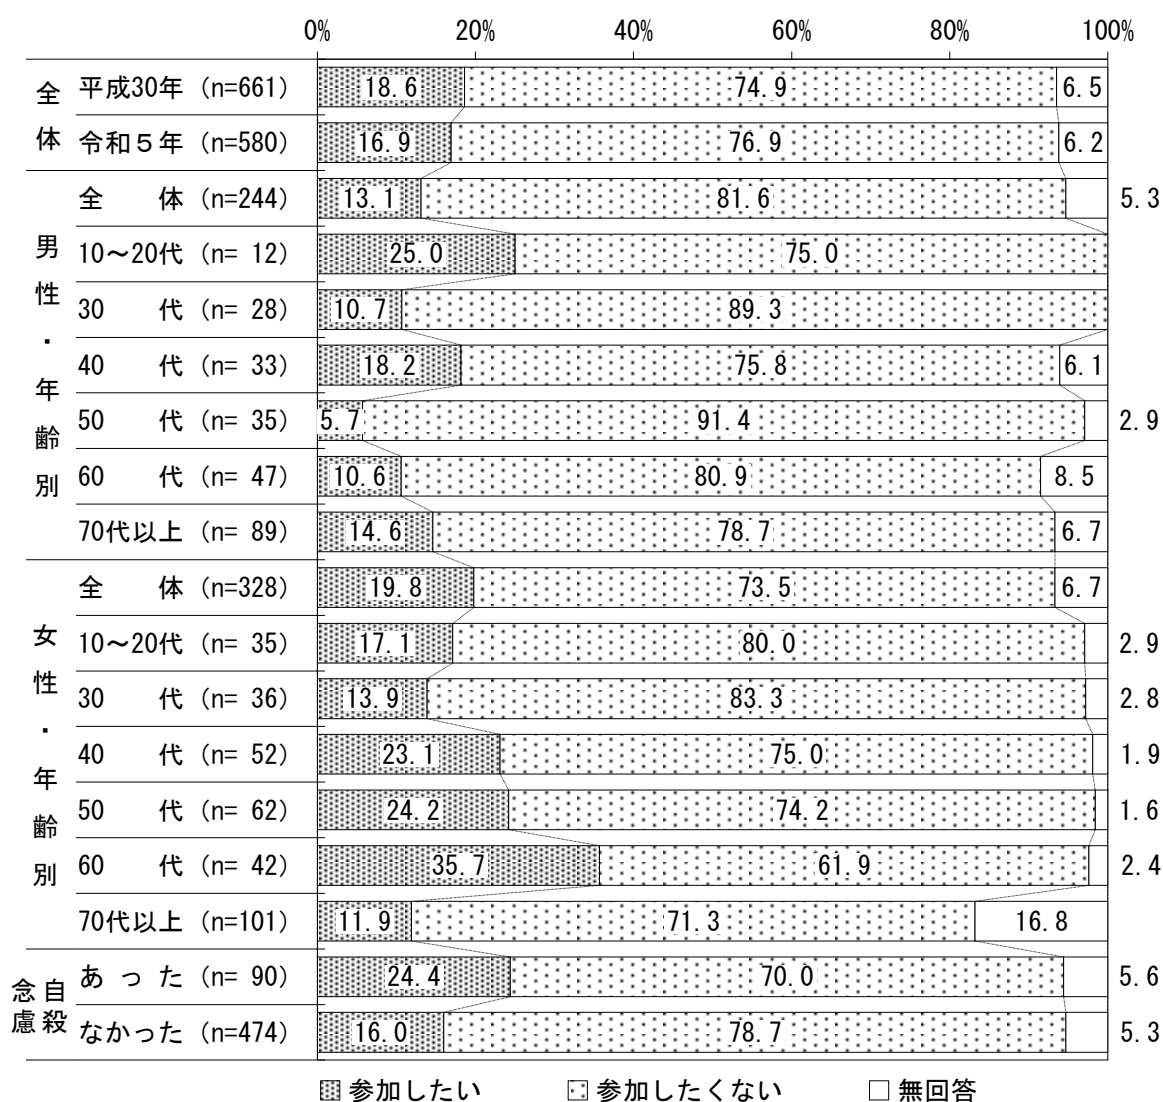 0% 20% 40% 60% 80% 100%
全体
平成30年 (n=661) 18.6 74.9 6.5
令和５年 (n=580) 16.9 76.9 6.2
男性・年齢別
全　　体 (n=244) 13.1 81.6 5.3
10～20代 (n= 12) 25.0 75.0
30　　代 (n= 28) 10.7 89.3
40　　代 (n= 33) 18.2 75.8 6.1
50　　代 (n= 35) 5.7 91.4 2.9
60　　代 (n= 47) 10.6 80.9 8.5
70代以上 (n= 89) 14.6 78.7 6.7
女性・年齢別
全　　体 (n=328) 19.8 73.5 6.7
10～20代 (n= 35) 17.1 80.0 2.9
30　　代 (n= 36) 13.9 83.3 2.8
40　　代 (n= 52) 23.1 75.0 1.9
50　　代 (n= 62) 24.2 74.2 1.6
60　　代 (n= 42) 35.7 61.9 2.4
70代以上 (n=101) 11.9 71.3 16.8
自殺念慮
あ っ た (n= 90) 24.4 70.0 5.6
なかった (n=474) 16.0 78.7 5.3
参加したい 参加したくない 無回答